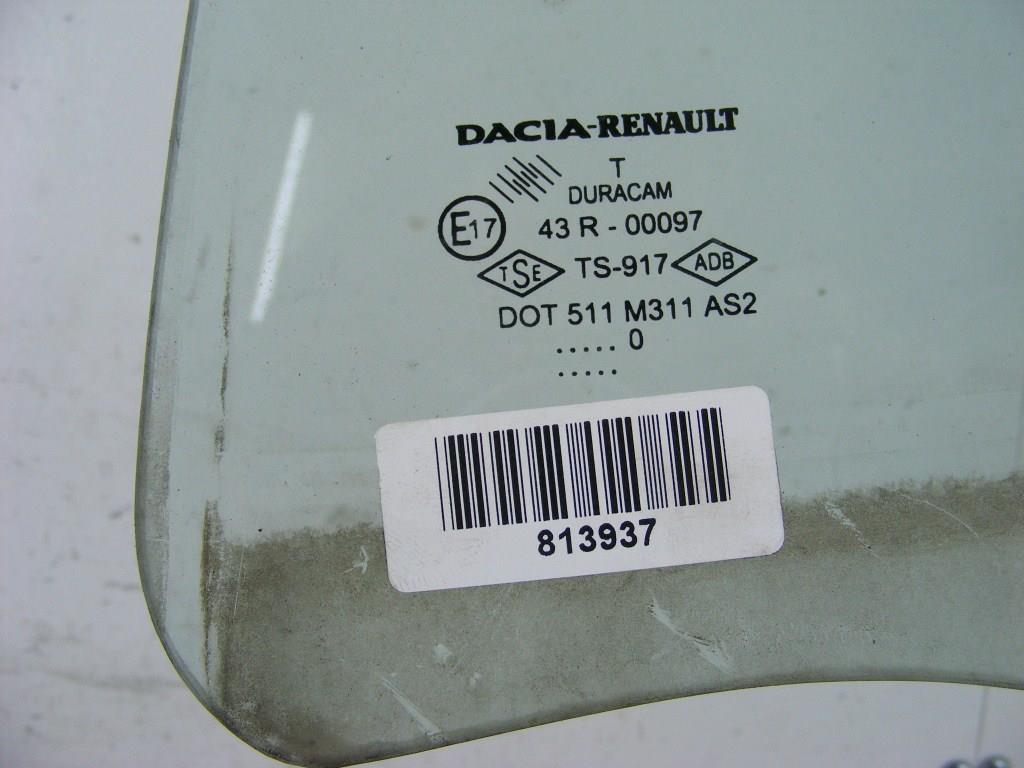 DACIA-RENAULT
T
DURACAM
E17 43 R - 00097
TSE TS-917 ADB
DOT 511 M311 AS2
..... 0
.....
813937